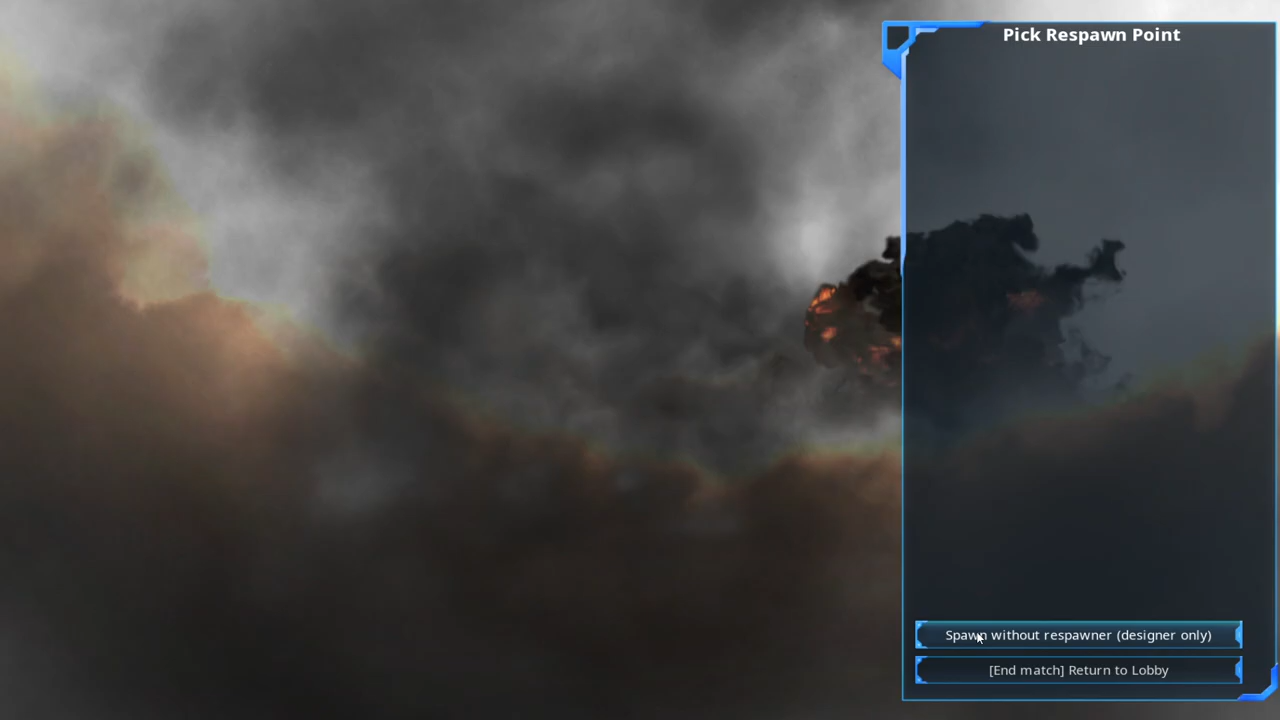 Pick Respawn Point
Spawn without respawner (designer only)
[End match] Return to Lobby